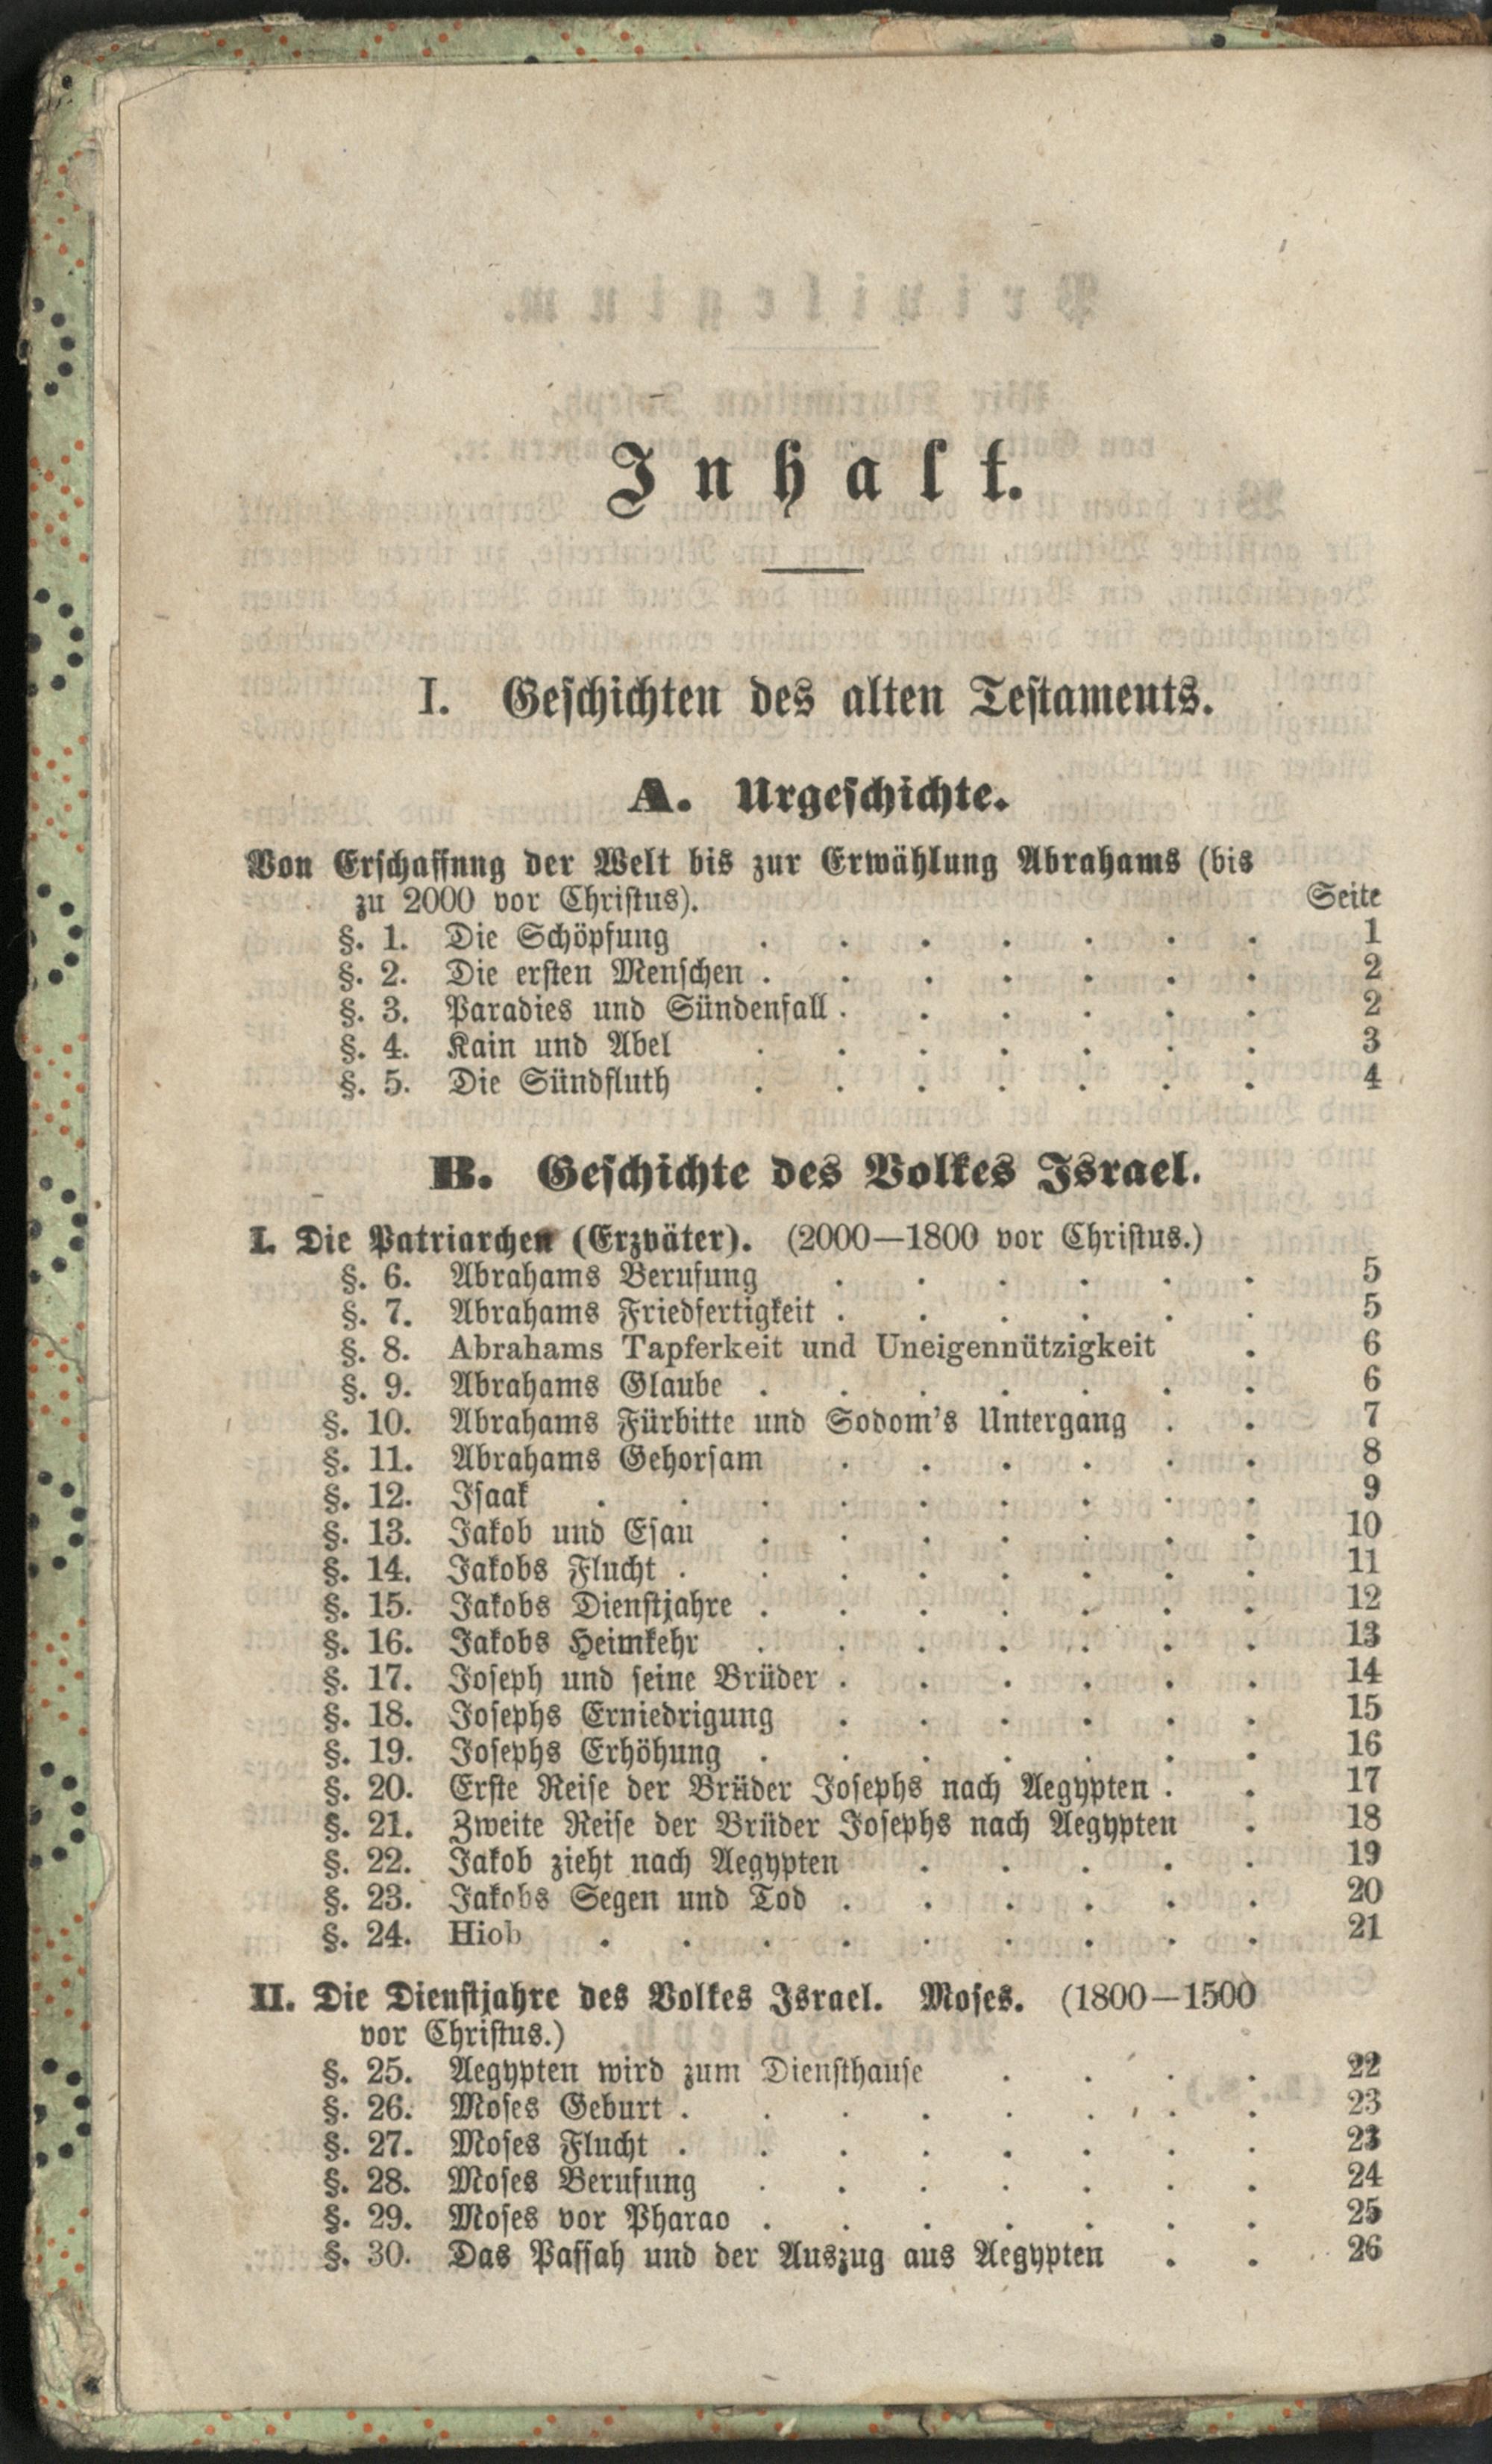 Inhalt.
I. Geschichten des alten Testaments.
A. Urgeschichte.
Von Erschaffung der Welt bis zur Erwählung Abrahams (bis
zu 2000 vor Christus). Seite
§. 1. Die Schöpfung . . . . . . . 1
§. 2. Die ersten Menschen . . . . . . . 2
§. 3. Paradies und Sündenfall . . . . . . 2
§. 4. Kain und Abel . . . . . . . 3
§. 5. Die Sündfluth . . . . . . . 4
B. Geschichte des Volkes Israel.
I. Die Patriarchen (Erzväter). (2000—1800 vor Christus.)
§. 6. Abrahams Berufung . . . . . . 5
§. 7. Abrahams Friedfertigkeit . . . . . . 5
§. 8. Abrahams Tapferkeit und Uneigennützigkeit . 6
§. 9. Abrahams Glaube . . . . . . . 6
§. 10. Abrahams Fürbitte und Sodom's Untergang . . 7
§. 11. Abrahams Gehorsam . . . . . . 8
§. 12. Isaak . . . . . . . . . 9
§. 13. Jakob und Esau . . . . . . . 10
§. 14. Jakobs Flucht . . . . . . . . 11
§. 15. Jakobs Dienstjahre . . . . . . . 12
§. 16. Jakobs Heimkehr . . . . . . . 13
§. 17. Joseph und seine Brüder . . . . . . 14
§. 18. Josephs Erniedrigung . . . . . . 15
§. 19. Josephs Erhöhung . . . . . . . 16
§. 20. Erste Reise der Brüder Josephs nach Aegypten . . 17
§. 21. Zweite Reise der Brüder Josephs nach Aegypten . 18
§. 22. Jakob zieht nach Aegypten . . . . . 19
§. 23. Jakobs Segen und Tod . . . . . . 20
§. 24. Hiob . . . . . . . . . 21
II. Die Dienstjahre des Volkes Israel. Moses. (1800—1500
vor Christus.)
§. 25. Aegypten wird zum Diensthause . . . . 22
§. 26. Moses Geburt . . . . . . . . 23
§. 27. Moses Flucht . . . . . . . . 23
§. 28. Moses Berufung . . . . . . . 24
§. 29. Moses vor Pharao . . . . . . . 25
§. 30. Das Passah und der Auszug aus Aegypten . . 26